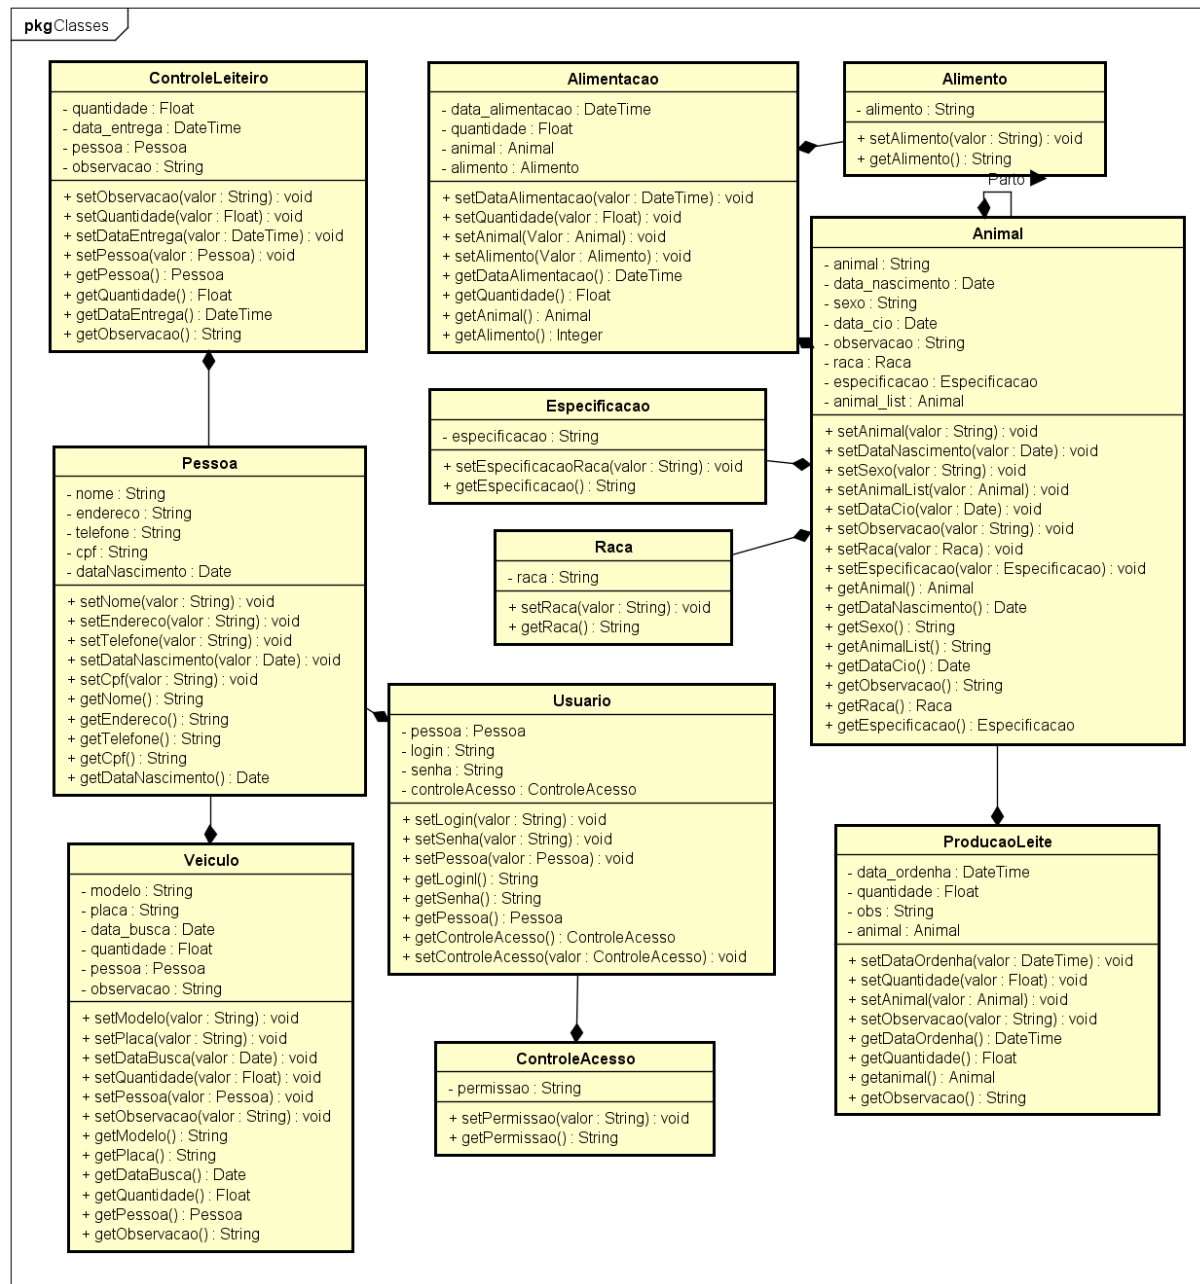 pkg Classes
ControleLeiteiro
- quantidade : Float
- data_entrega : DateTime
- pessoa : Pessoa
- observacao : String
+ setObservacao(valor : String) : void
+ setQuantidade(valor : Float) : void
+ setDataEntrega(valor : DateTime) : void
+ setPessoa(valor : Pessoa) : void
+ getPessoa() : Pessoa
+ getQuantidade() : Float
+ getDataEntrega() : DateTime
+ getObservacao() : String
Alimentacao
- data_alimentacao : DateTime
- quantidade : Float
- animal : Animal
- alimento : Alimento
+ setDataAlimentacao(valor : DateTime) : void
+ setQuantidade(valor : Float) : void
+ setAnimal(Valor : Animal) : void
+ setAlimento(Valor : Alimento) : void
+ getDataAlimentacao() : DateTime
+ getQuantidade() : Float
+ getAnimal() : Animal
+ getAlimento() : Integer
Alimento
- alimento : String
+ setAlimento(valor : String) : void
+ getAlimento() : String
Parto
Animal
- animal : String
- data_nascimento : Date
- sexo : String
- data_cio : Date
- observacao : String
- raca : Raca
- especificacao : Especificacao
- animal_list : Animal
+ setAnimal(valor : String) : void
+ setDataNascimento(valor : Date) : void
+ setSexo(valor : String) : void
+ setAnimalList(valor : Animal) : void
+ setDataCio(valor : Date) : void
+ setObservacao(valor : String) : void
+ setRaca(valor : Raca) : void
+ setEspecificacao(valor : Especificacao) : void
+ getAnimal() : Animal
+ getDataNascimento() : Date
+ getSexo() : String
+ getAnimalList() : String
+ getDataCio() : Date
+ getObservacao() : String
+ getRaca() : Raca
+ getEspecificacao() : Especificacao
Especificacao
- especificacao : String
+ setEspecificacaoRaca(valor : String) : void
+ getEspecificacao() : String
Raca
- raca : String
+ setRaca(valor : String) : void
+ getRaca() : String
Pessoa
- nome : String
- endereco : String
- telefone : String
- cpf : String
- dataNascimento : Date
+ setNome(valor : String) : void
+ setEndereco(valor : String) : void
+ setTelefone(valor : String) : void
+ setDataNascimento(valor : Date) : void
+ setCpf(valor : String) : void
+ getNome() : String
+ getEndereco() : String
+ getTelefone() : String
+ getCpf() : String
+ getDataNascimento() : Date
Usuário
- pessoa : Pessoa
- login : String
- senha : String
- controleAcesso : ControleAcesso
+ setLogin(valor : String) : void
+ setSenha(valor : String) : void
+ setPessoa(valor : Pessoa) : void
+ getLoginl() : String
+ getSenha() : String
+ getPessoa() : Pessoa
+ getControleAcesso() : ControleAcesso
+ setControleAcesso(valor : ControleAcesso) : void
Veiculo
- modelo : String
- placa : String
- data_busca : Date
- quantidade : Float
- pessoa : Pessoa
- observacao : String
+ setModelo(valor : String) : void
+ setPlaca(valor : String) : void
+ setDataBusca(valor : Date) : void
+ setQuantidade(valor : Float) : void
+ setPessoa(valor : Pessoa) : void
+ setObservacao(valor : String) : void
+ getModelo() : String
+ getPlaca() : String
+ getDataBusca() : Date
+ getQuantidade() : Float
+ getPessoa() : Pessoa
+ getObservacao() : String
ControleAcesso
- permissao : String
+ setPermissao(valor : String) : void
+ getPermissao() : String
ProducaoLeite
- data_ordenha : DateTime
- quantidade : Float
- obs : String
- animal : Animal
+ setDataOrdenha(valor : DateTime) : void
+ setQuantidade(valor : Float) : void
+ setAnimal(valor : Animal) : void
+ setObservacao(valor : String) : void
+ getDataOrdenha() : DateTime
+ getQuantidade() : Float
+ getanimal() : Animal
+ getObservacao() : String